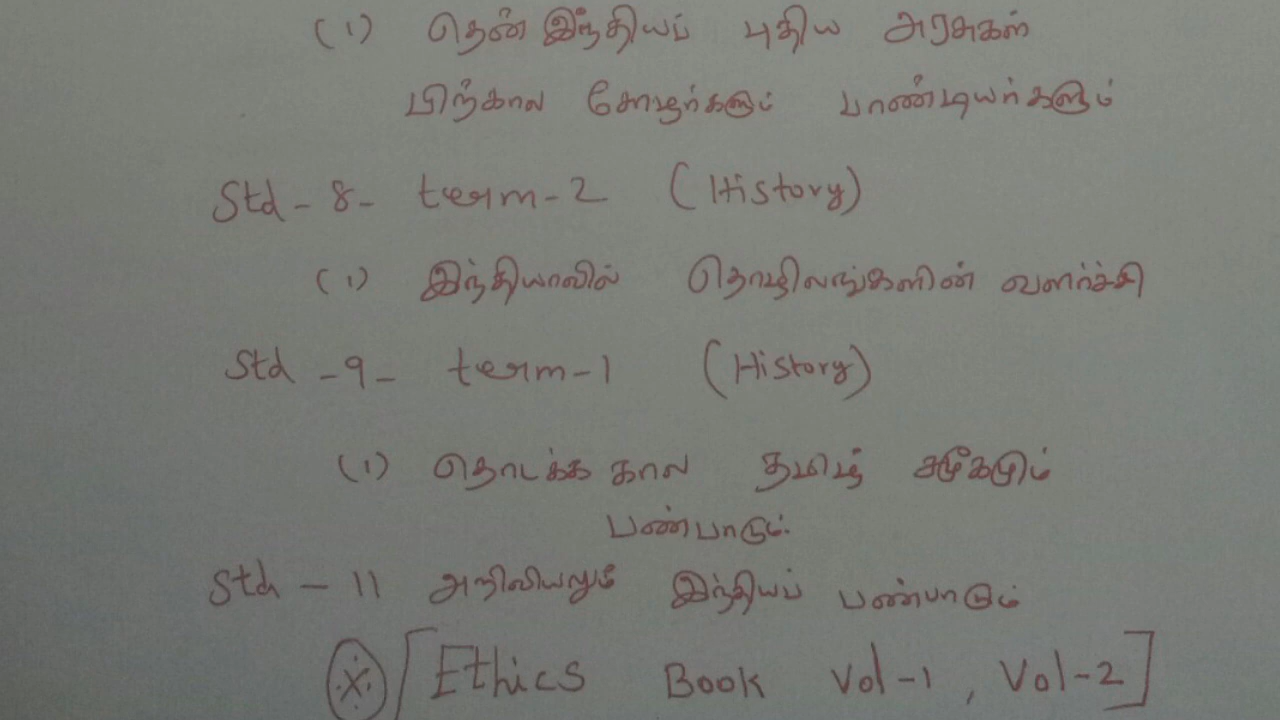 (1) தென் இந்தியப் புதிய அரசுகள்
பிற்கால சோழர்களும் பாண்டியர்களும்
Std - 8 - term - 2 (History)
(1) இந்தியாவில் தொழிலகங்களின் வளர்ச்சி
Std - 9 - term - 1 (History)
(1) தொடக்க கால தமிழ் சமூகமும்
பண்பாடும்.
Std - 11 அறிவியலும் இந்தியப் பண்பாடும்
[Ethics Book Vol - 1, Vol - 2]